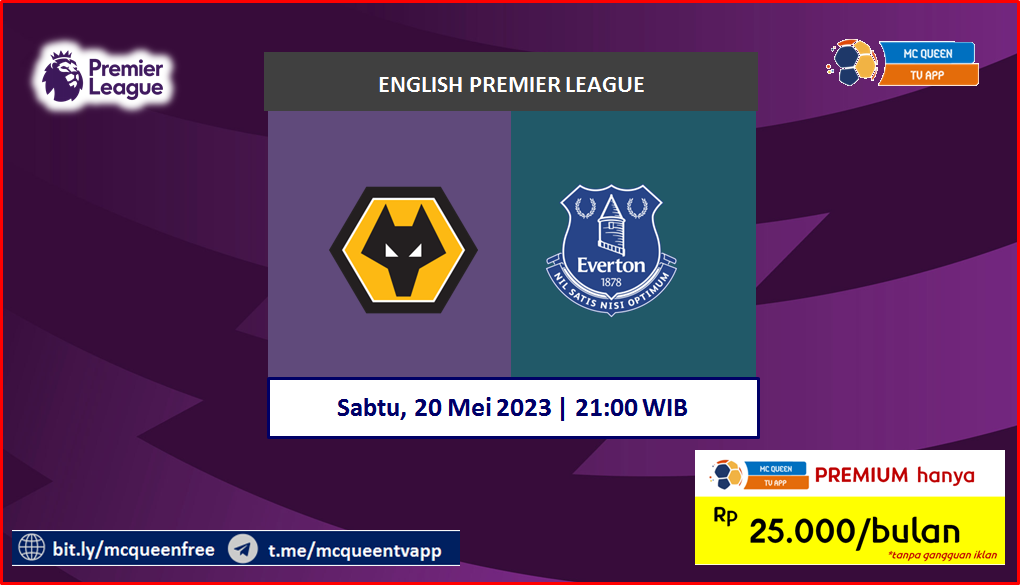 Premier
League
MC QUEEN
TV APP
ENGLISH PREMIER LEAGUE
Everton
1878
NIL SATIS NISI OPTIMUM
Sabtu, 20 Mei 2023 | 21:00 WIB
MC QUEEN
TV APP
PREMIUM hanya
Rp 25.000/bulan
*tanpa gangguan iklan
bit.ly/mcqueenfree
t.me/mcqueentvapp